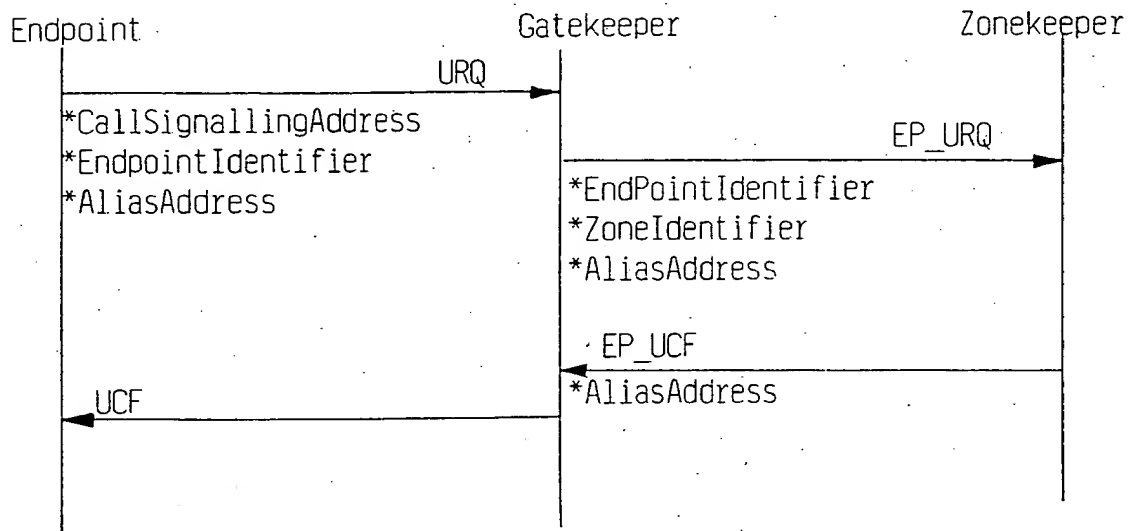 Endpoint
Gatekeeper
Zonekeeper
URQ
*CallSignallingAddress
*EndpointIdentifier
*AliasAddress
EP_URQ
*EndPointIdentifier
*ZoneIdentifier
*AliasAddress
EP_UCF
*AliasAddress
UCF